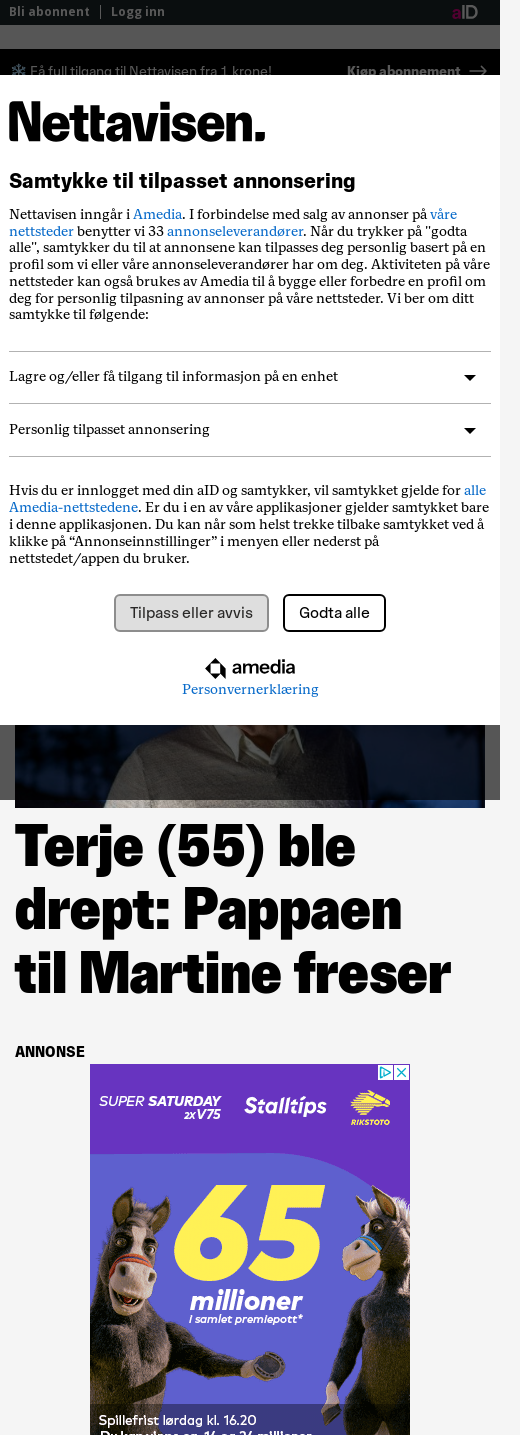 Bli abonnent | Logg inn
aID
Få full tilgang til Nettavisen fra 1 krone!
Kjøp abonnement
Nettavisen.
Samtykke til tilpasset annonsering
Nettavisen inngår i Amedia. I forbindelse med salg av annonser på våre
nettsteder benytter vi 33 annonseleverandører. Når du trykker på "godta
alle", samtykker du til at annonsene kan tilpasses deg personlig basert på en
profil som vi eller våre annonseleverandører har om deg. Aktiviteten på våre
nettsteder kan også brukes av Amedia til å bygge eller forbedre en profil om
deg for personlig tilpasning av annonser på våre nettsteder. Vi ber om ditt
samtykke til følgende:
Lagre og/eller få tilgang til informasjon på en enhet
Personlig tilpasset annonsering
Hvis du er innlogget med din aID og samtykker, vil samtykket gjelde for alle
Amedia-nettstedene. Er du i en av våre applikasjoner gjelder samtykket bare
i denne applikasjonen. Du kan når som helst trekke tilbake samtykket ved å
klikke på “Annonseinnstillinger” i menyen eller nederst på
nettstedet/appen du bruker.
Tilpass eller avvis
Godta alle
amedia
Personvernerklæring
Terje (55) ble
drept: Pappaen
til Martine freser
ANNONSE
SUPER SATURDAY
2XV75
Stalltips
RIKSTOTO
65
millioner
i samlet premiepott*
Spillefrist lørdag kl. 16.20